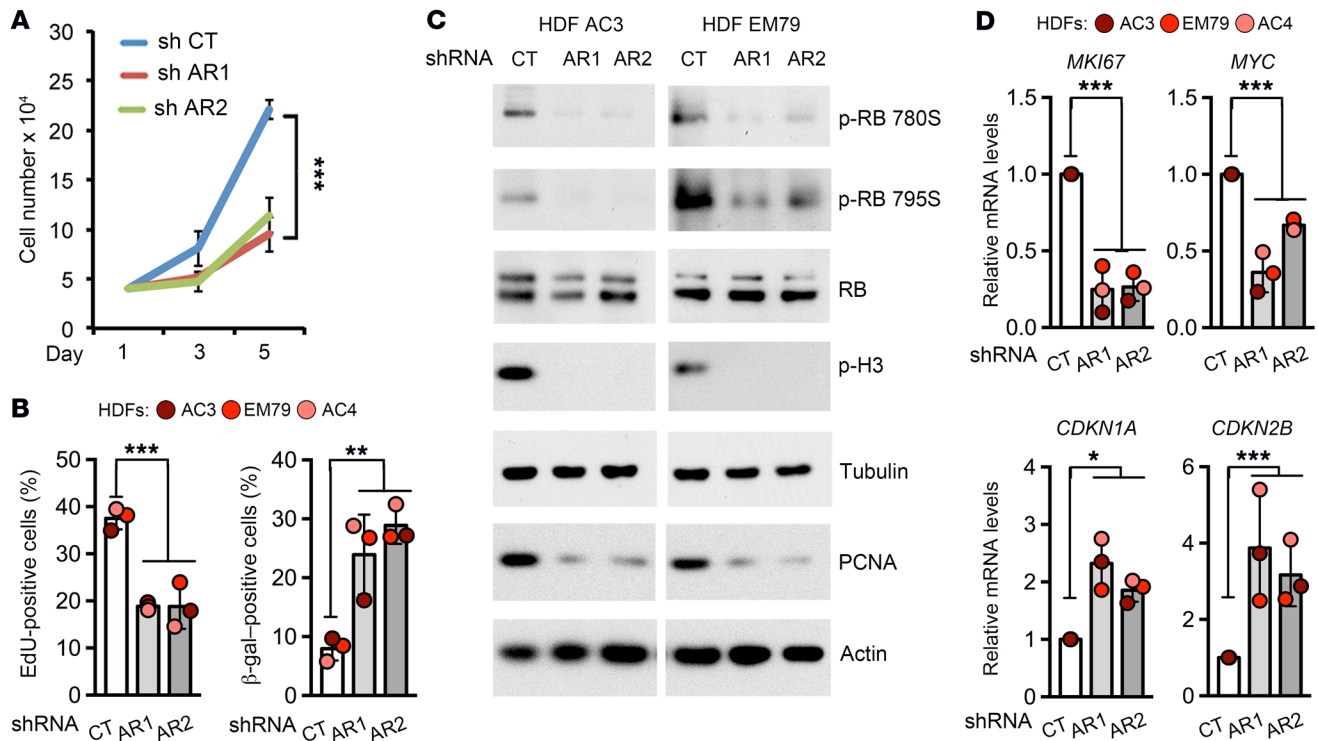 A
30
25
20
15
10
5
0
Cell number x 10⁴
sh CT
sh AR1
sh AR2
***
Day 1 3 5
B
HDFs: AC3 EM79 AC4
***
50
40
30
20
10
0
EdU-positive cells (%)
shRNA CT AR1 AR2
**
40
30
20
10
0
β-gal–positive cells (%)
shRNA CT AR1 AR2
C
HDF AC3 HDF EM79
shRNA CT AR1 AR2 CT AR1 AR2
p-RB 780S
p-RB 795S
RB
p-H3
Tubulin
PCNA
Actin
D
HDFs: AC3 EM79 AC4
MKI67
***
1.5
1.0
0.5
0.0
Relative mRNA levels
shRNA CT AR1 AR2
MYC
***
1.5
1.0
0.5
0.0
CT AR1 AR2
CDKN1A
*
4
3
2
1
0
Relative mRNA levels
shRNA CT AR1 AR2
CDKN2B
***
6
4
2
0
CT AR1 AR2